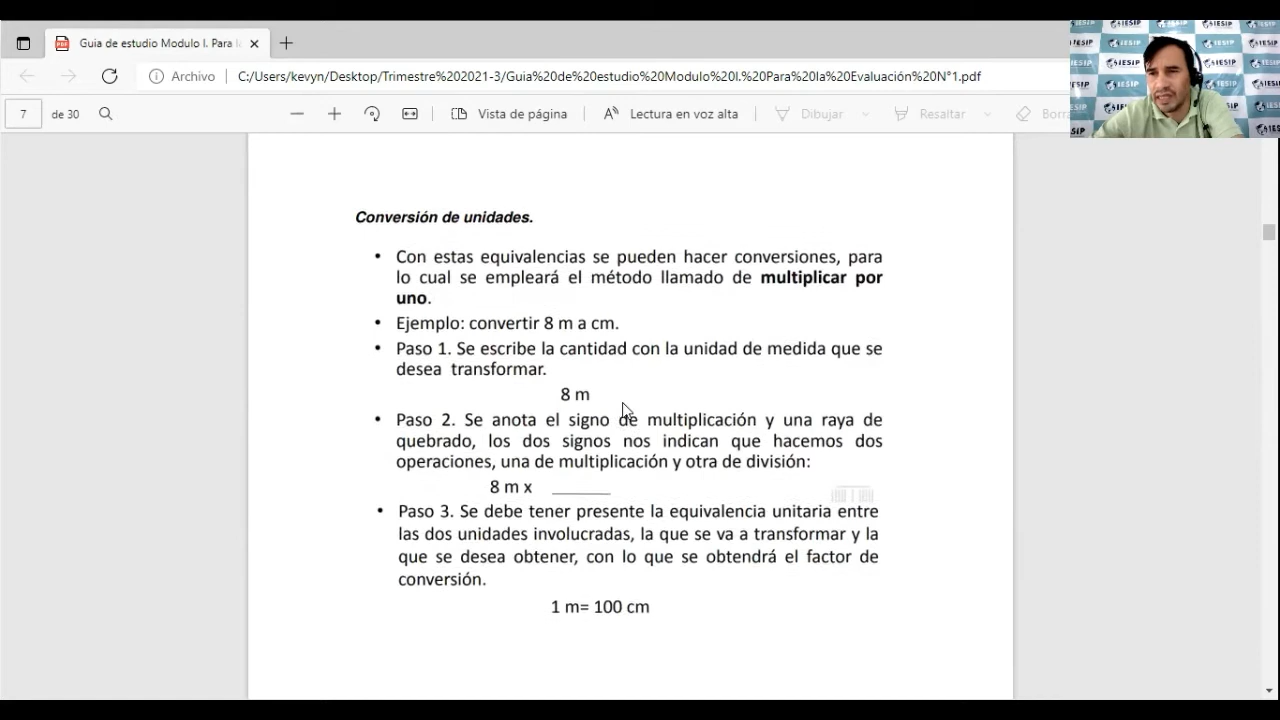 Guia de estudio Modulo I. Para la
Archivo
C:/Users/kevyn/Desktop/Trimestre%202021-3/Guia%20de%20estudio%20Modulo%20I.%20Para%20la%20Evaluación%20N°1.pdf
7 de 30
Vista de página
Lectura en voz alta
Dibujar
Resaltar
Conversión de unidades.
• Con estas equivalencias se pueden hacer conversiones, para
lo cual se empleará el método llamado de multiplicar por
uno.
• Ejemplo: convertir 8 m a cm.
• Paso 1. Se escribe la cantidad con la unidad de medida que se
desea transformar.
8 m
• Paso 2. Se anota el signo de multiplicación y una raya de
quebrado, los dos signos nos indican que hacemos dos
operaciones, una de multiplicación y otra de división:
8 m x ______
• Paso 3. Se debe tener presente la equivalencia unitaria entre
las dos unidades involucradas, la que se va a transformar y la
que se desea obtener, con lo que se obtendrá el factor de
conversión.
1 m= 100 cm
IESIP